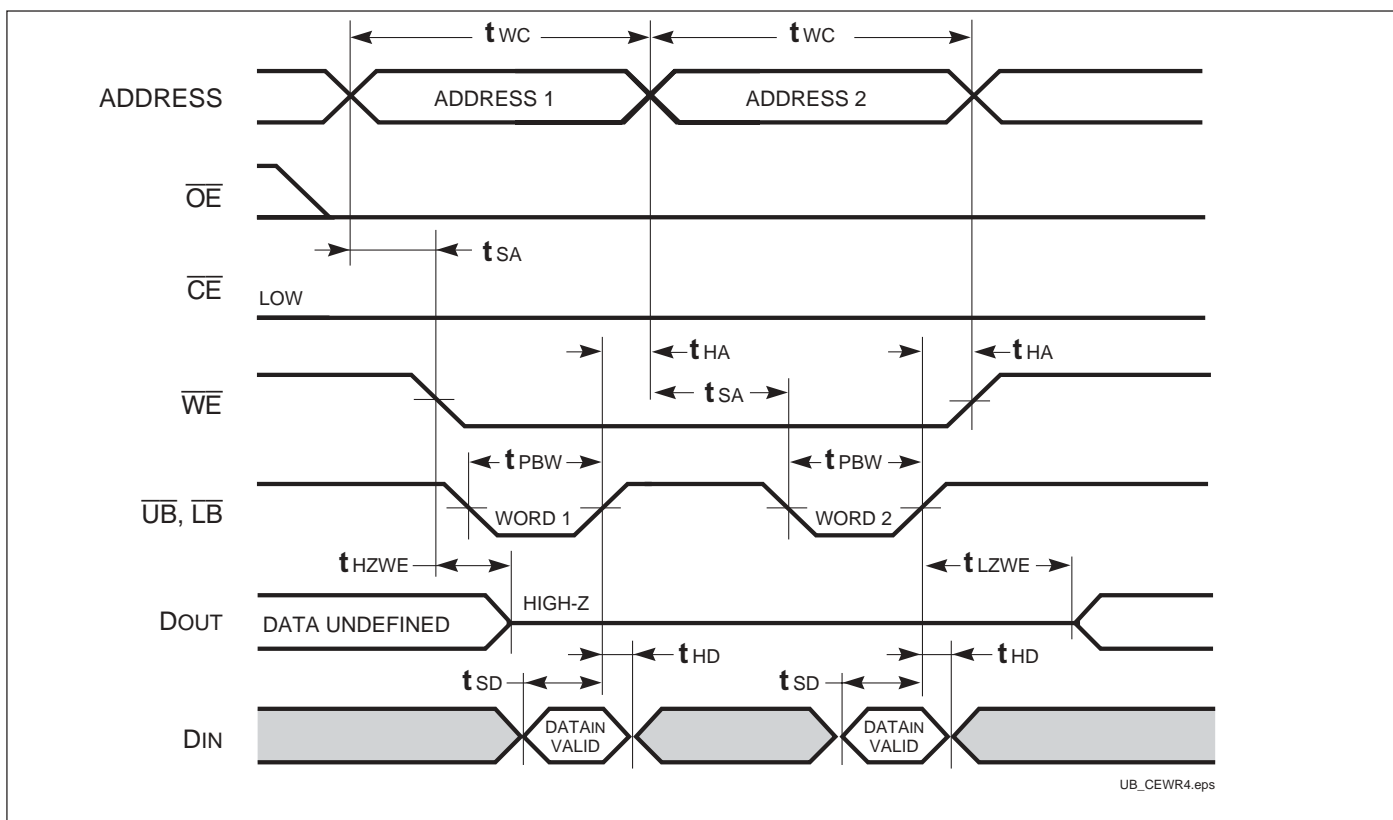 tWC tWC
ADDRESS ADDRESS 1 ADDRESS 2
OE
tSA
CE LOW
tHA tHA
tSA
WE
tPBW tPBW
UB, LB WORD 1 WORD 2
tHZWE tLZWE
HIGH-Z
DOUT DATA UNDEFINED
tHD tHD
tSD tSD
DIN DATAIN VALID DATAIN VALID
UB_CEWR4.eps